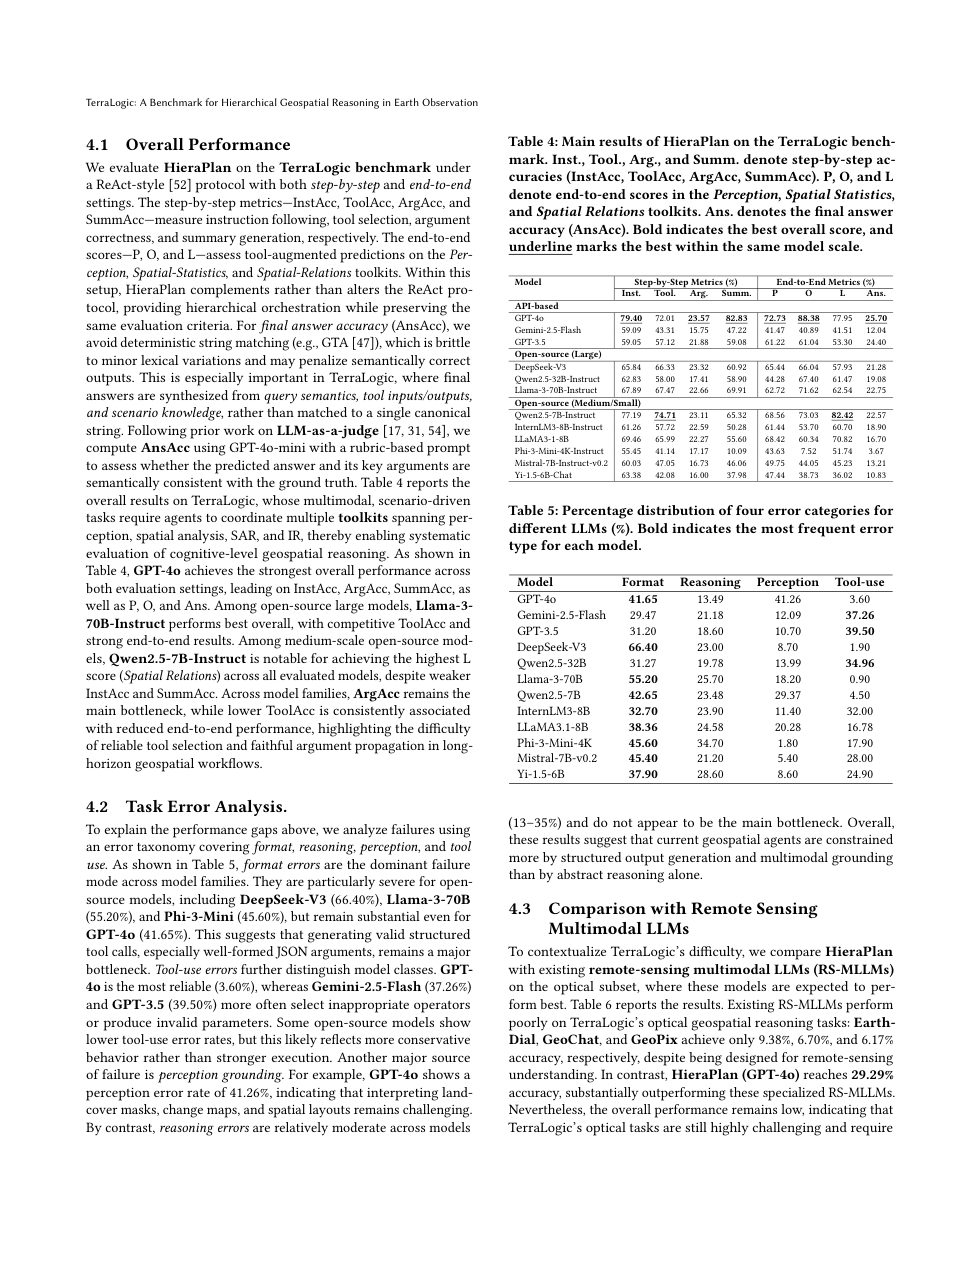 TerraLogic: A Benchmark for Hierarchical Geospatial Reasoning in Earth Observation
4.1 Overall Performance
We evaluate HieraPlan on the TerraLogic benchmark under
a ReAct-style [52] protocol with both step-by-step and end-to-end
settings. The step-by-step metrics—InstAcc, ToolAcc, ArgAcc, and
SummAcc—measure instruction following, tool selection, argument
correctness, and summary generation, respectively. The end-to-end
scores—P, O, and L—assess tool-augmented predictions on the Per-
ception, Spatial-Statistics, and Spatial-Relations toolkits. Within this
setup, HieraPlan complements rather than alters the ReAct pro-
tocol, providing hierarchical orchestration while preserving the
same evaluation criteria. For final answer accuracy (AnsAcc), we
avoid deterministic string matching (e.g., GTA [47]), which is brittle
to minor lexical variations and may penalize semantically correct
outputs. This is especially important in TerraLogic, where final
answers are synthesized from query semantics, tool inputs/outputs,
and scenario knowledge, rather than matched to a single canonical
string. Following prior work on LLM-as-a-judge [17, 31, 54], we
compute AnsAcc using GPT-4o-mini with a rubric-based prompt
to assess whether the predicted answer and its key arguments are
semantically consistent with the ground truth. Table 4 reports the
overall results on TerraLogic, whose multimodal, scenario-driven
tasks require agents to coordinate multiple toolkits spanning per-
ception, spatial analysis, SAR, and IR, thereby enabling systematic
evaluation of cognitive-level geospatial reasoning. As shown in
Table 4, GPT-4o achieves the strongest overall performance across
both evaluation settings, leading on InstAcc, ArgAcc, SummAcc, as
well as P, O, and Ans. Among open-source large models, Llama-3-
70B-Instruct performs best overall, with competitive ToolAcc and
strong end-to-end results. Among medium-scale open-source mod-
els, Qwen2.5-7B-Instruct is notable for achieving the highest L
score (Spatial Relations) across all evaluated models, despite weaker
InstAcc and SummAcc. Across model families, ArgAcc remains the
main bottleneck, while lower ToolAcc is consistently associated
with reduced end-to-end performance, highlighting the difficulty
of reliable tool selection and faithful argument propagation in long-
horizon geospatial workflows.
4.2 Task Error Analysis.
To explain the performance gaps above, we analyze failures using
an error taxonomy covering format, reasoning, perception, and tool
use. As shown in Table 5, format errors are the dominant failure
mode across model families. They are particularly severe for open-
source models, including DeepSeek-V3 (66.40%), Llama-3-70B
(55.20%), and Phi-3-Mini (45.60%), but remain substantial even for
GPT-4o (41.65%). This suggests that generating valid structured
tool calls, especially well-formed JSON arguments, remains a major
bottleneck. Tool-use errors further distinguish model classes. GPT-
4o is the most reliable (3.60%), whereas Gemini-2.5-Flash (37.26%)
and GPT-3.5 (39.50%) more often select inappropriate operators
or produce invalid parameters. Some open-source models show
lower tool-use error rates, but this likely reflects more conservative
behavior rather than stronger execution. Another major source
of failure is perception grounding. For example, GPT-4o shows a
perception error rate of 41.26%, indicating that interpreting land-
cover masks, change maps, and spatial layouts remains challenging.
By contrast, reasoning errors are relatively moderate across models
Table 4: Main results of HieraPlan on the TerraLogic bench-
mark. Inst., Tool., Arg., and Summ. denote step-by-step ac-
curacies (InstAcc, ToolAcc, ArgAcc, SummAcc). P, O, and L
denote end-to-end scores in the Perception, Spatial Statistics,
and Spatial Relations toolkits. Ans. denotes the final answer
accuracy (AnsAcc). Bold indicates the best overall score, and
underline marks the best within the same model scale.
Model Step-by-Step Metrics (%) End-to-End Metrics (%)
Inst. Tool. Arg. Summ. P O L Ans.
API-based
GPT-4o 79.40 72.01 23.57 82.83 72.73 88.38 77.95 25.70
Gemini-2.5-Flash 59.09 43.31 15.75 47.22 41.47 40.89 41.51 12.04
GPT-3.5 59.05 57.12 21.88 59.08 61.22 61.04 53.30 24.40
Open-source (Large)
DeepSeek-V3 65.84 66.33 23.32 60.92 65.44 66.04 57.93 21.28
Qwen2.5-32B-Instruct 62.83 58.00 17.41 58.90 44.28 67.40 61.47 19.08
Llama-3-70B-Instruct 67.89 67.47 22.66 69.91 62.72 71.62 62.54 22.75
Open-source (Medium/Small)
Qwen2.5-7B-Instruct 77.19 74.71 23.11 65.32 68.56 73.03 82.42 22.57
InternLM3-8B-Instruct 61.26 57.72 22.59 50.28 61.44 53.70 60.70 18.90
LLaMA3-1-8B 69.46 65.99 22.27 55.60 68.42 60.34 70.82 16.70
Phi-3-Mini-4K-Instruct 55.45 41.14 17.17 10.09 43.63 7.52 51.74 3.67
Mistral-7B-Instruct-v0.2 60.03 47.05 16.73 46.06 49.75 44.05 45.23 13.21
Yi-1.5-6B-Chat 63.38 42.08 16.00 37.98 47.44 38.73 36.02 10.83
Table 5: Percentage distribution of four error categories for
different LLMs (%). Bold indicates the most frequent error
type for each model.
Model Format Reasoning Perception Tool-use
GPT-4o 41.65 13.49 41.26 3.60
Gemini-2.5-Flash 29.47 21.18 12.09 37.26
GPT-3.5 31.20 18.60 10.70 39.50
DeepSeek-V3 66.40 23.00 8.70 1.90
Qwen2.5-32B 31.27 19.78 13.99 34.96
Llama-3-70B 55.20 25.70 18.20 0.90
Qwen2.5-7B 42.65 23.48 29.37 4.50
InternLM3-8B 32.70 23.90 11.40 32.00
LLaMA3.1-8B 38.36 24.58 20.28 16.78
Phi-3-Mini-4K 45.60 34.70 1.80 17.90
Mistral-7B-v0.2 45.40 21.20 5.40 28.00
Yi-1.5-6B 37.90 28.60 8.60 24.90
(13–35%) and do not appear to be the main bottleneck. Overall,
these results suggest that current geospatial agents are constrained
more by structured output generation and multimodal grounding
than by abstract reasoning alone.
4.3 Comparison with Remote Sensing
Multimodal LLMs
To contextualize TerraLogic's difficulty, we compare HieraPlan
with existing remote-sensing multimodal LLMs (RS-MLLMs)
on the optical subset, where these models are expected to per-
form best. Table 6 reports the results. Existing RS-MLLMs perform
poorly on TerraLogic's optical geospatial reasoning tasks: Earth-
Dial, GeoChat, and GeoPix achieve only 9.38%, 6.70%, and 6.17%
accuracy, respectively, despite being designed for remote-sensing
understanding. In contrast, HieraPlan (GPT-4o) reaches 29.29%
accuracy, substantially outperforming these specialized RS-MLLMs.
Nevertheless, the overall performance remains low, indicating that
TerraLogic's optical tasks are still highly challenging and require